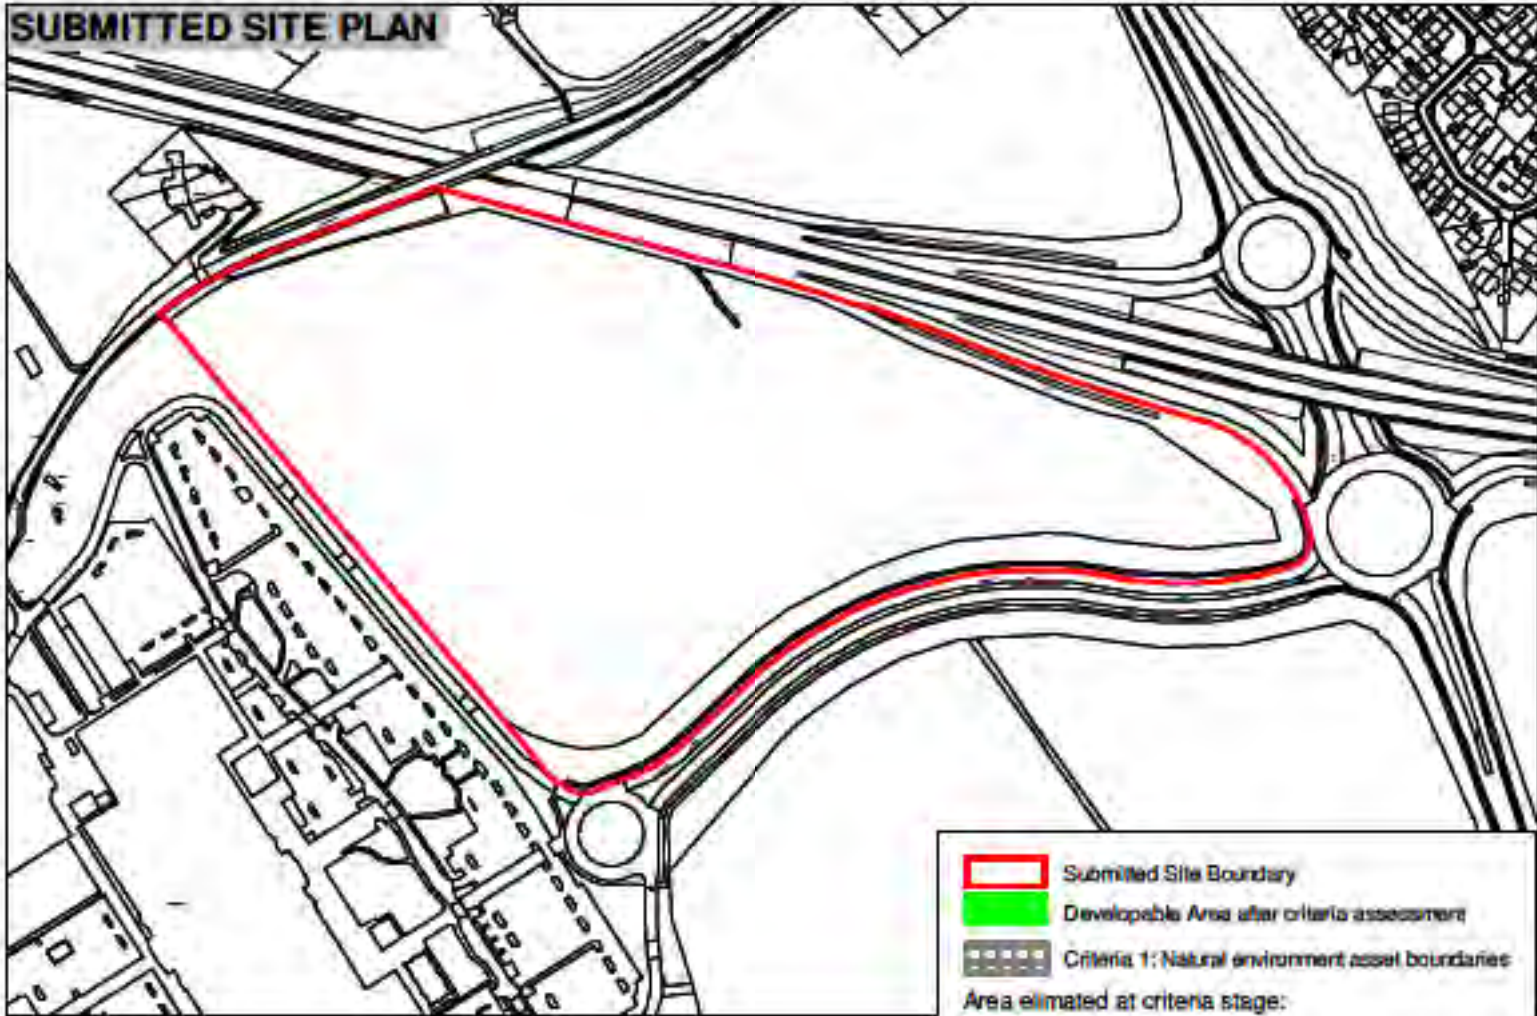 SUBMITTED SITE PLAN
Submitted Site Boundary
Developable Area after criteria assessment
Criteria 1: Natural environment asset boundaries
Area elimated at criteria stage: